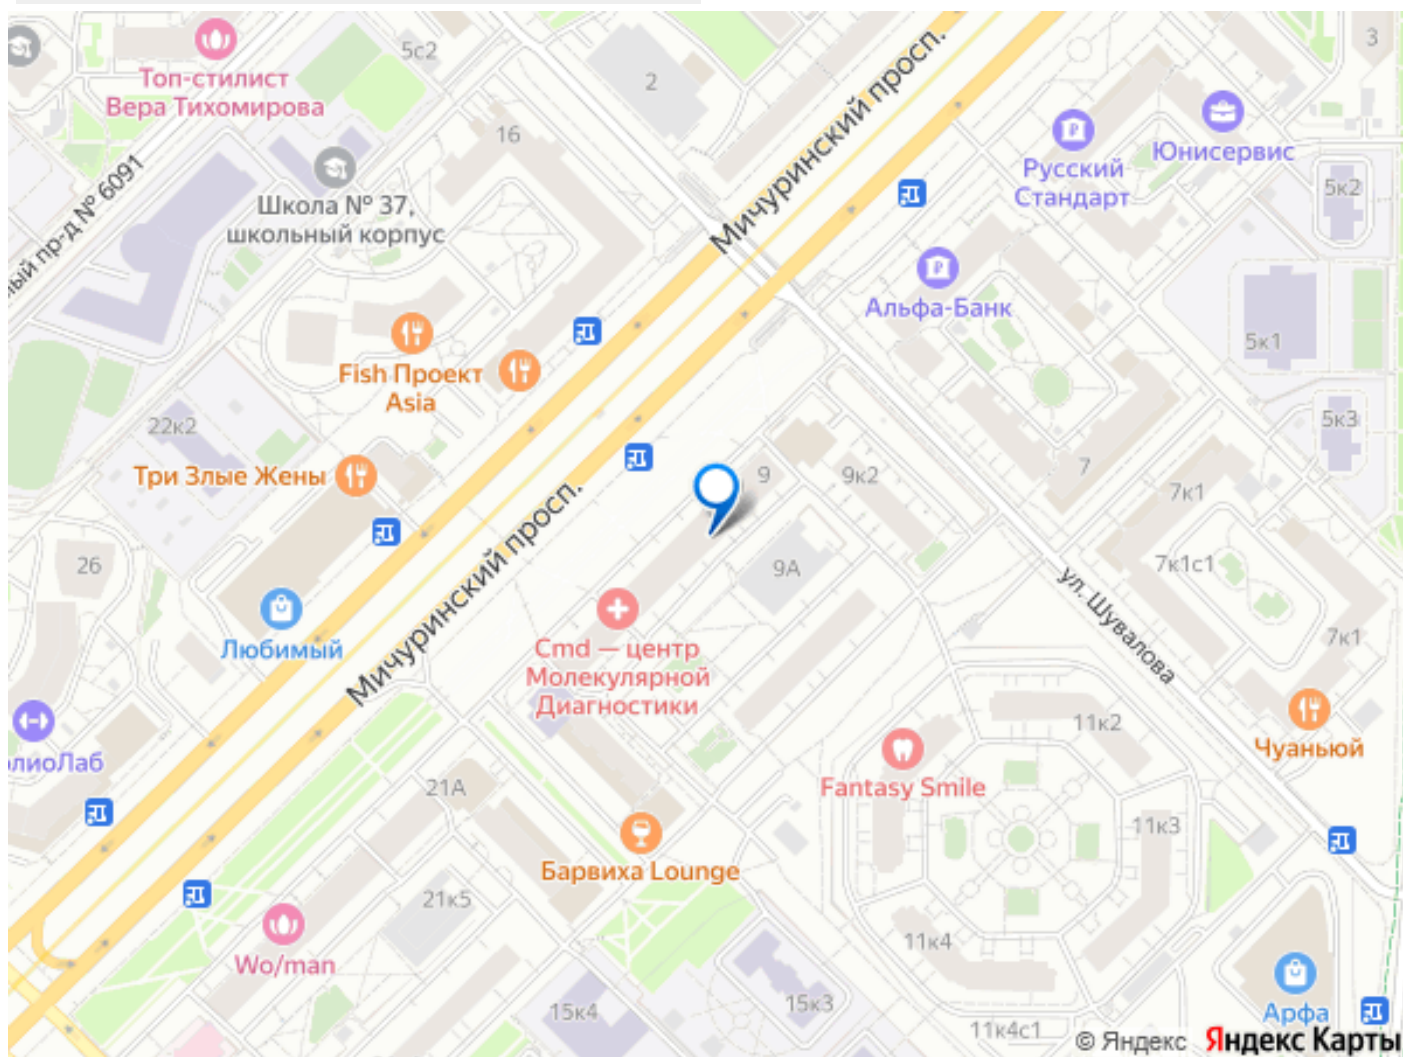 5с2
3
Топ-стилист
Вера Тихомирова
2
16
Мичуринский просп.
Юнисервис
Русский
Стандарт
5к2
Школа № 37,
школьный корпус
пр-д № 6091
Альфа-Банк
5к1
Fish Проект
Asia
22к2
5к3
Три Злые Жены
9
9к2
7
7к1
Мичуринский просп.
26
9А
7к1с1
ул. Шувалова
Любимый
Cmd — центр
Молекулярной
Диагностики
7к1
11к2
Чуаньюй
Fantasy Smile
21А
11к3
Барвиха Lounge
21к5
Wo/man
11к4
15к4
15к3
Арфа
11к4с1
© Яндекс Яндекс Карты